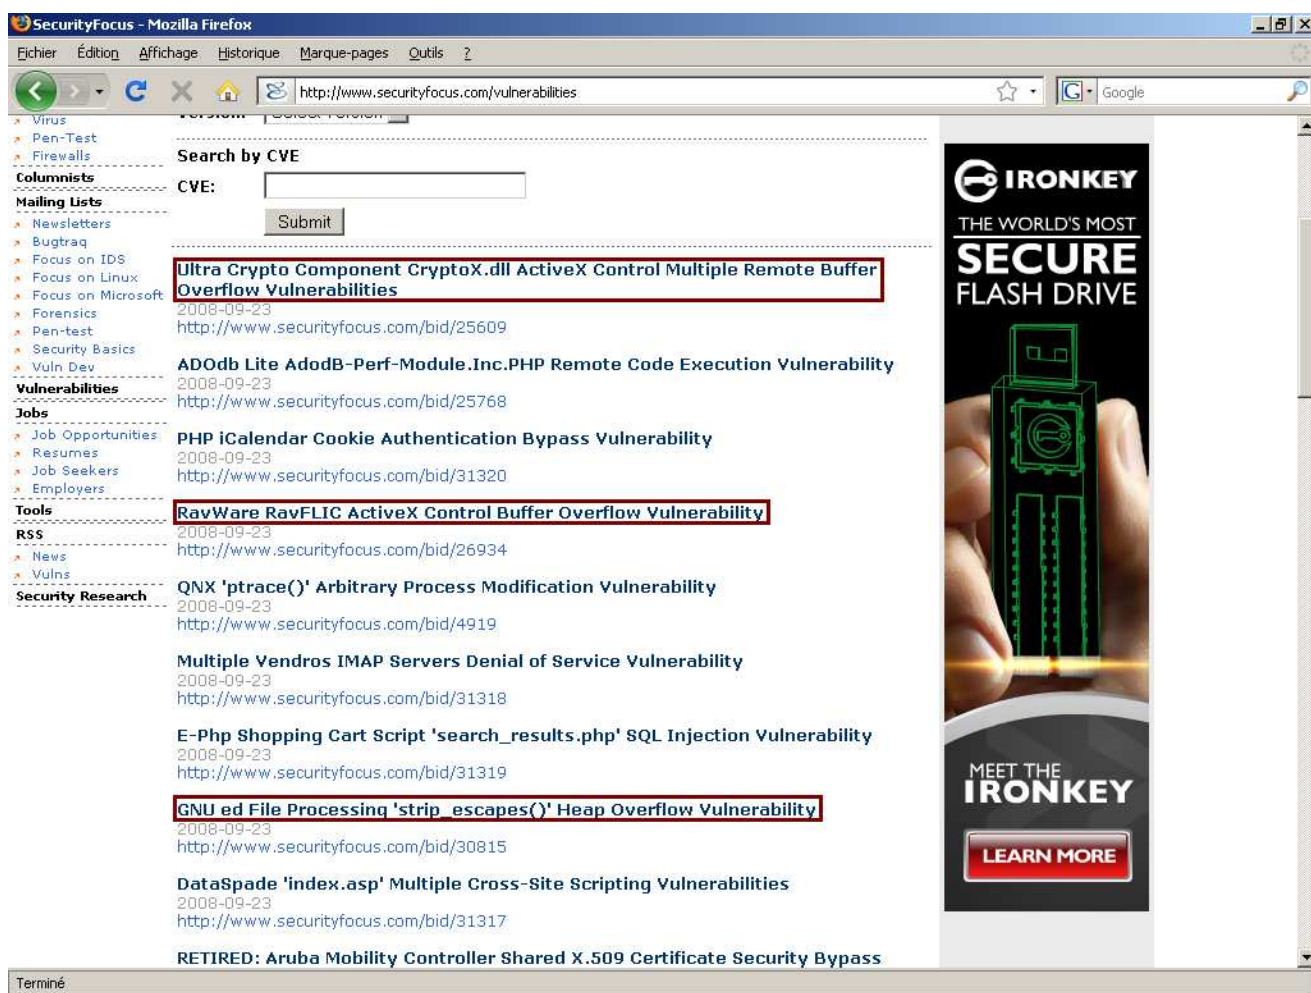 SecurityFocus - Mozilla Firefox
Fichier Édition Affichage Historique Marque-pages Outils ?
http://www.securityfocus.com/vulnerabilities
Google
Virus
Pen-Test
Firewalls
Columnists
Mailing Lists
Newsletters
Bugtraq
Focus on IDS
Focus on Linux
Focus on Microsoft
Forensics
Pen-test
Security Basics
Vuln Dev
Vulnerabilities
Jobs
Job Opportunities
Resumes
Job Seekers
Employers
Tools
RSS
News
Vulns
Security Research
Search by CVE
CVE:
Submit
Ultra Crypto Component CryptoX.dll ActiveX Control Multiple Remote Buffer
Overflow Vulnerabilities
2008-09-23
http://www.securityfocus.com/bid/25609
ADOdb Lite AdodB-Perf-Module.Inc.PHP Remote Code Execution Vulnerability
2008-09-23
http://www.securityfocus.com/bid/25768
PHP iCalendar Cookie Authentication Bypass Vulnerability
2008-09-23
http://www.securityfocus.com/bid/31320
RavWare RavFLIC ActiveX Control Buffer Overflow Vulnerability
2008-09-23
http://www.securityfocus.com/bid/26934
QNX 'ptrace()' Arbitrary Process Modification Vulnerability
2008-09-23
http://www.securityfocus.com/bid/4919
Multiple Vendros IMAP Servers Denial of Service Vulnerability
2008-09-23
http://www.securityfocus.com/bid/31318
E-Php Shopping Cart Script 'search_results.php' SQL Injection Vulnerability
2008-09-23
http://www.securityfocus.com/bid/31319
GNU ed File Processing 'strip_escapes()' Heap Overflow Vulnerability
2008-09-23
http://www.securityfocus.com/bid/30815
DataSpade 'index.asp' Multiple Cross-Site Scripting Vulnerabilities
2008-09-23
http://www.securityfocus.com/bid/31317
RETIRED: Aruba Mobility Controller Shared X.509 Certificate Security Bypass
IRONKEY
THE WORLD'S MOST
SECURE
FLASH DRIVE
MEET THE
IRONKEY
LEARN MORE
Terminé